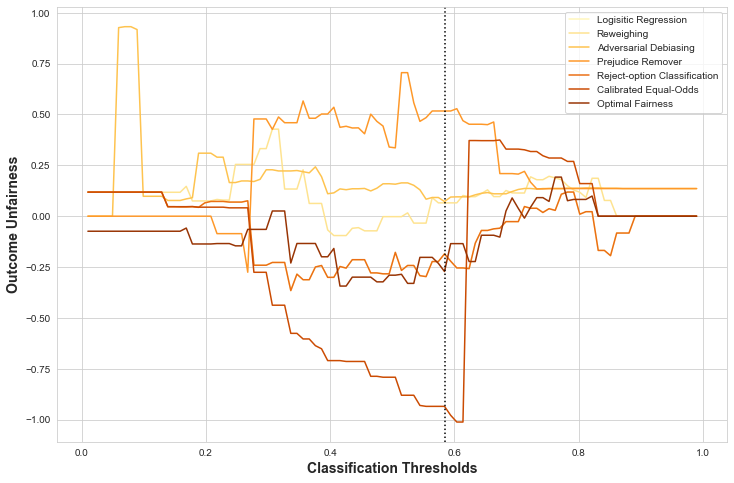 1.00
0.75
0.50
0.25
0.00
−0.25
−0.50
−0.75
−1.00
Outcome Unfairness
Logisitic Regression
Reweighing
Adversarial Debiasing
Prejudice Remover
Reject-option Classification
Calibrated Equal-Odds
Optimal Fairness
0.0 0.2 0.4 0.6 0.8 1.0
Classification Thresholds